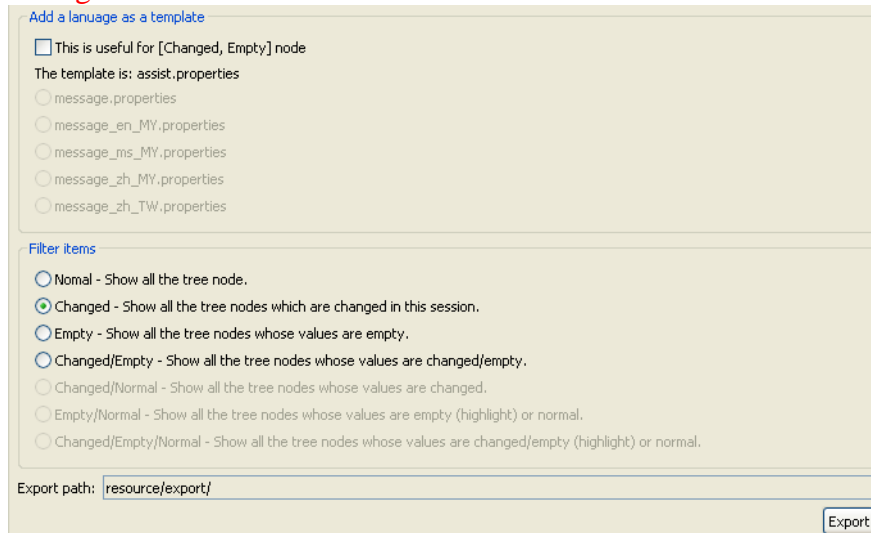 Add a lanuage as a template
This is useful for [Changed, Empty] node
The template is: assist.properties
message.properties
message_en_MY.properties
message_ms_MY.properties
message_zh_MY.properties
message_zh_TW.properties
Filter items
Nomal - Show all the tree node.
Changed - Show all the tree nodes which are changed in this session.
Empty - Show all the tree nodes whose values are empty.
Changed/Empty - Show all the tree nodes whose values are changed/empty.
Changed/Normal - Show all the tree nodes whose values are changed.
Empty/Normal - Show all the tree nodes whose values are empty (highlight) or normal.
Changed/Empty/Normal - Show all the tree nodes whose values are changed/empty (highlight) or normal.
Export path: resource/export/
Export